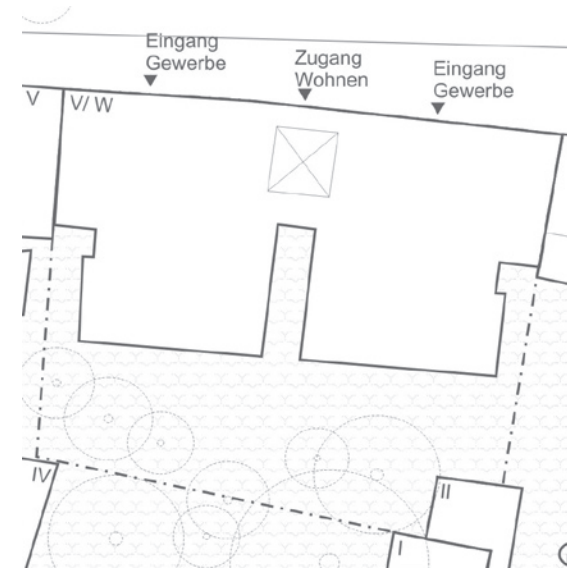 Eingang
Gewerbe
Zugang
Wohnen
Eingang
Gewerbe
V
V/ W
IV
II
I